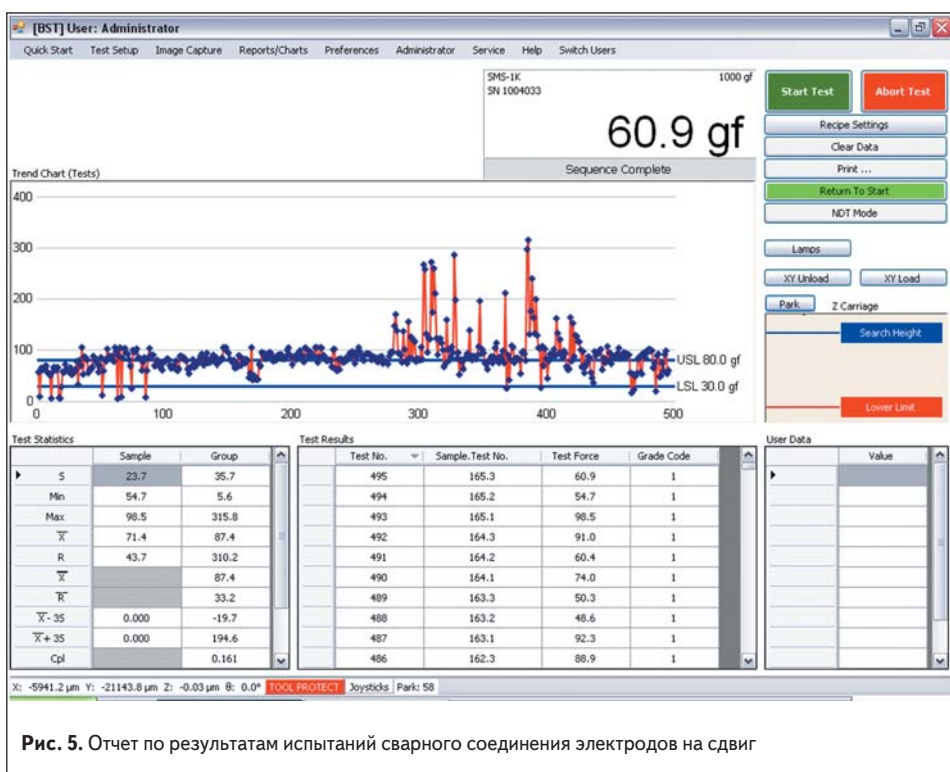 [BST] User: Administrator
Quick Start Test Setup Image Capture Reports/Charts Preferences Administrator Service Help Switch Users
SMS-1K 1000 gf
SN 1004033
60.9 gf
Sequence Complete
Start Test Abort Test
Recipe Settings
Clear Data
Print ...
Return To Start
NDT Mode
Lamps
XY Unload XY Load
Park Z Carriage
Search Height
Lower Limit
Trend Chart (Tests)
400
300
200
100
0
USL 80.0 gf
LSL 30.0 gf
0 100 200 300 400 500
Test Statistics
Sample Group
S 23.7 35.7
Min 54.7 5.6
Max 98.5 315.8
X̅ 71.4 87.4
R 43.7 310.2
X̿ 87.4
R̅ 33.2
X̅ - 3S 0.000 -19.7
X̅ + 3S 0.000 194.6
Cpl 0.161
Test Results
Test No. Sample.Test No. Test Force Grade Code
495 165.3 60.9 1
494 165.2 54.7 1
493 165.1 98.5 1
492 164.3 91.0 1
491 164.2 60.4 1
490 164.1 74.0 1
489 163.3 50.3 1
488 163.2 48.6 1
487 163.1 92.3 1
486 162.3 88.9 1
User Data
Value
X: -5941.2 µm Y: -21143.8 µm Z: -0.03 µm θ: 0.0° TOOL PROTECT Joysticks Park: 58
Рис. 5. Отчет по результатам испытаний сварного соединения электродов на сдвиг